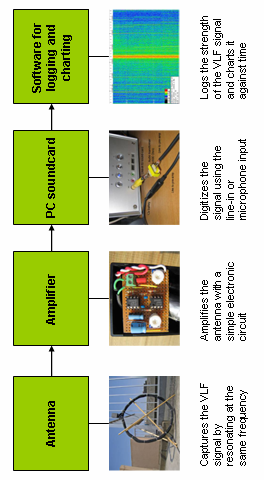 Antenna
Amplifier
PC soundcard
Software for
logging and
charting
Captures the VLF
signal by
resonating at the
same frequency
Amplifies the
antenna with a
simple electronic
circuit
Digitizes the
signal using the
line-in or
microphone input
Logs the strength
of the VLF signal
and charts it
against time